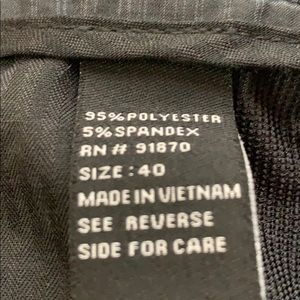 95% POLYESTER
5% SPANDEX
RN # 91870
SIZE : 40
MADE IN VIETNAM
SEE REVERSE
SIDE FOR CARE